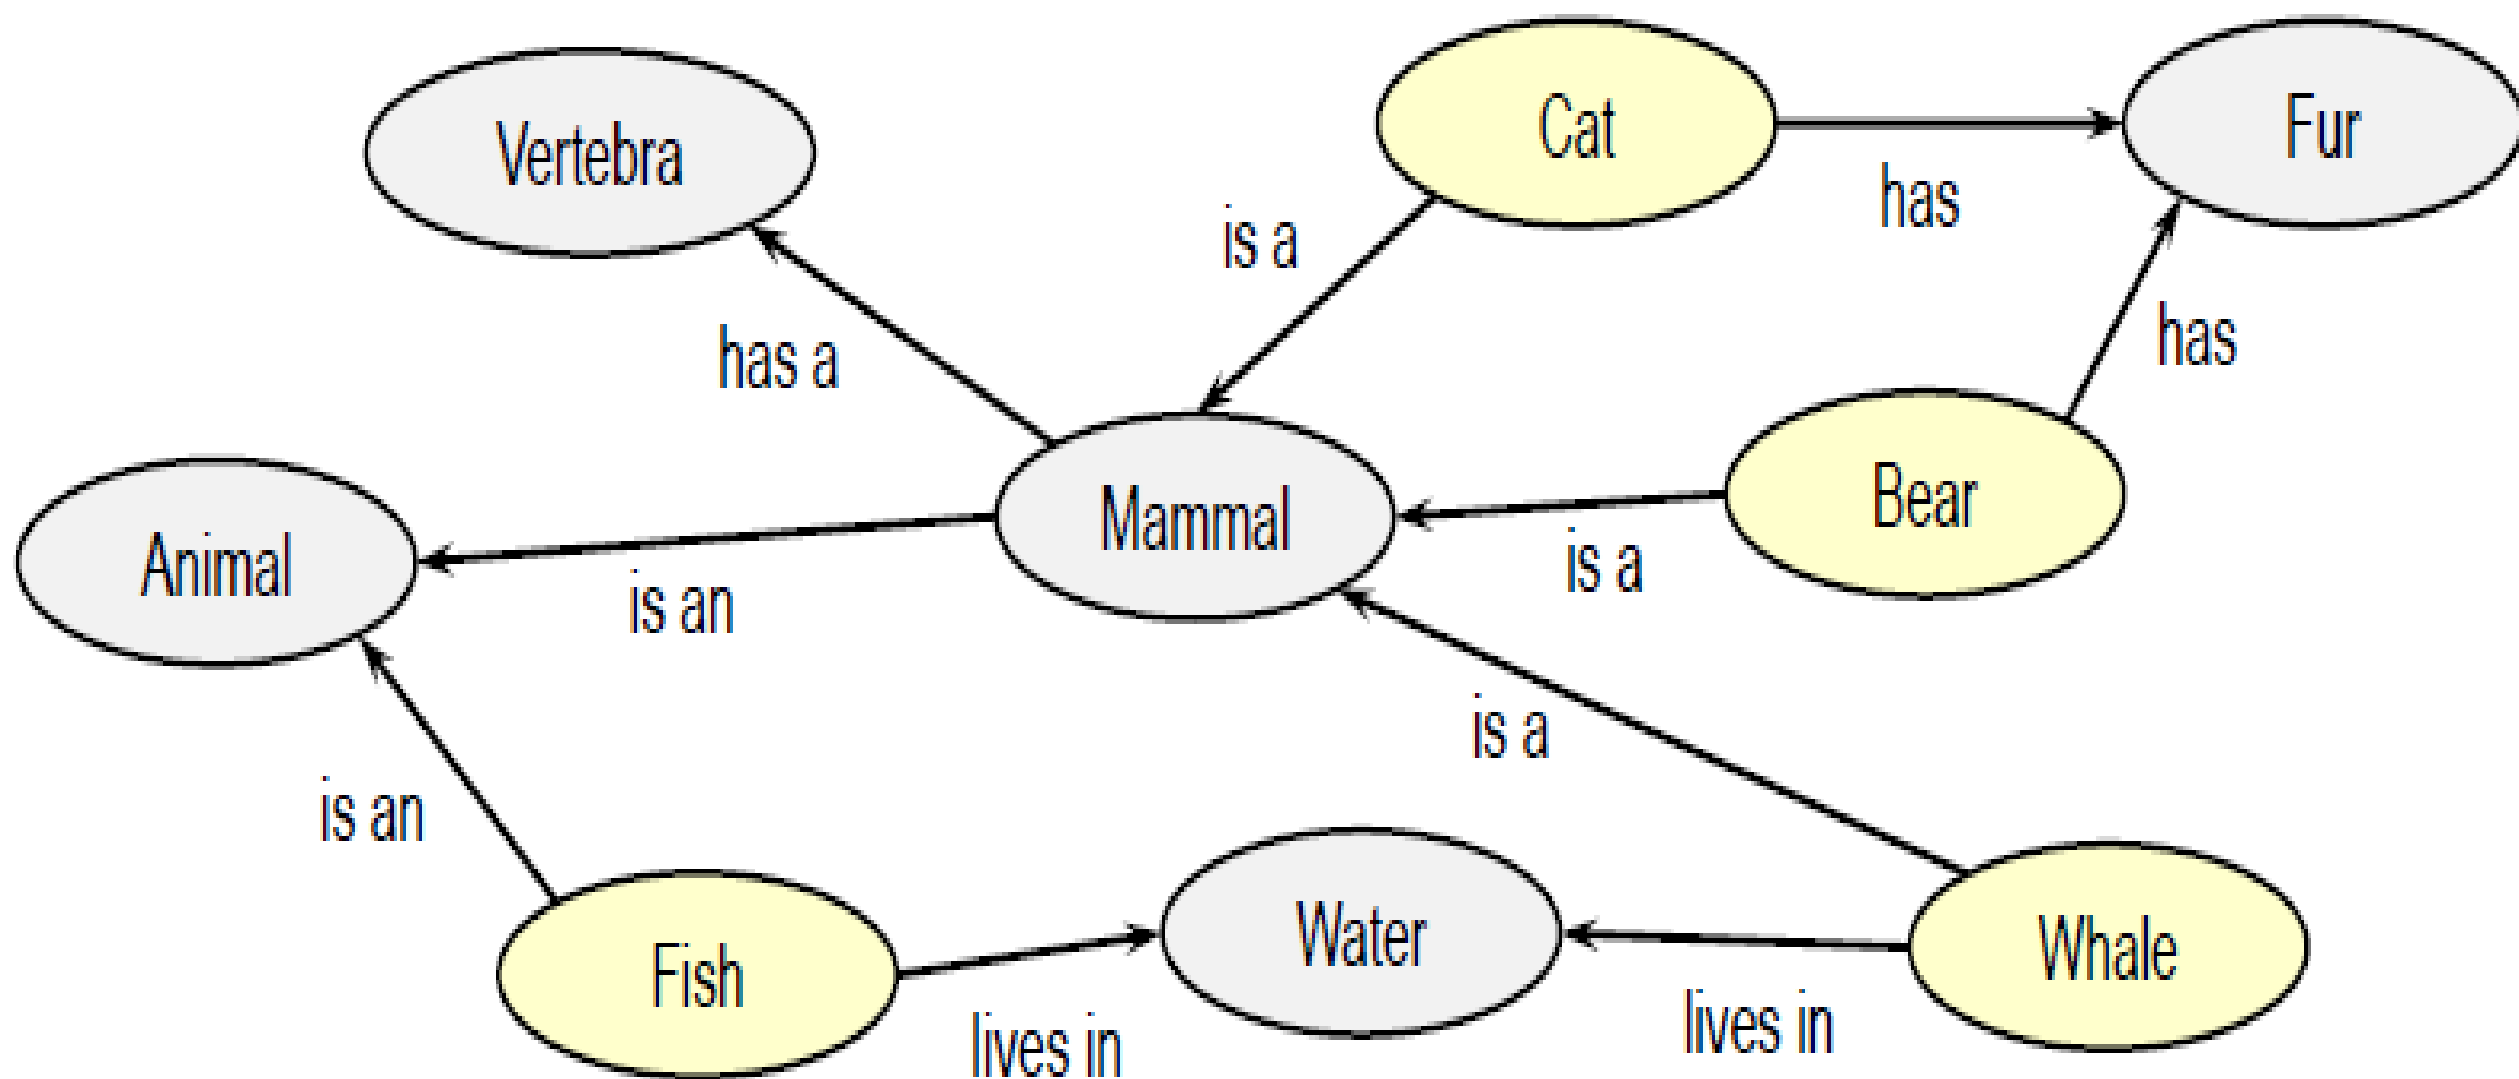 Cat
Fur
Vertebra
has
is a
has
has a
Bear
Mammal
Animal
is a
is an
is a
is an
Water
Whale
Fish
lives in
lives in